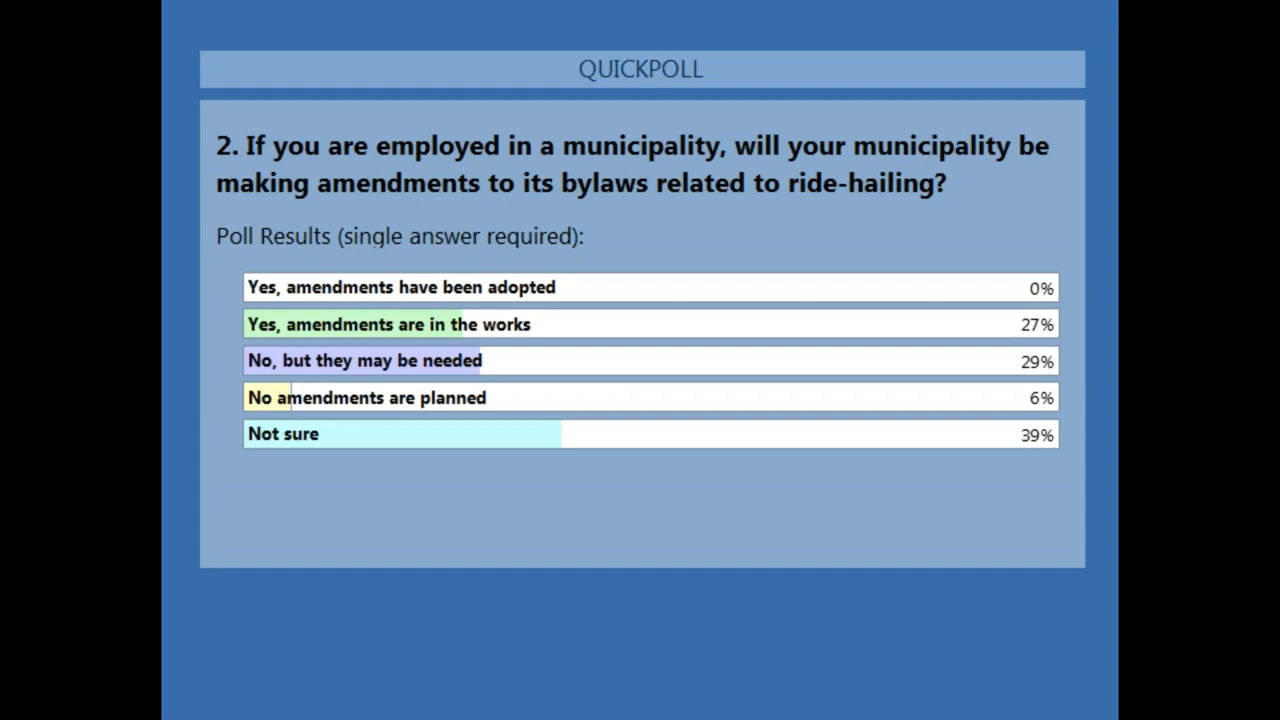 QUICKPOLL
2. If you are employed in a municipality, will your municipality be
making amendments to its bylaws related to ride-hailing?
Poll Results (single answer required):
Yes, amendments have been adopted 0%
Yes, amendments are in the works 27%
No, but they may be needed 29%
No amendments are planned 6%
Not sure 39%